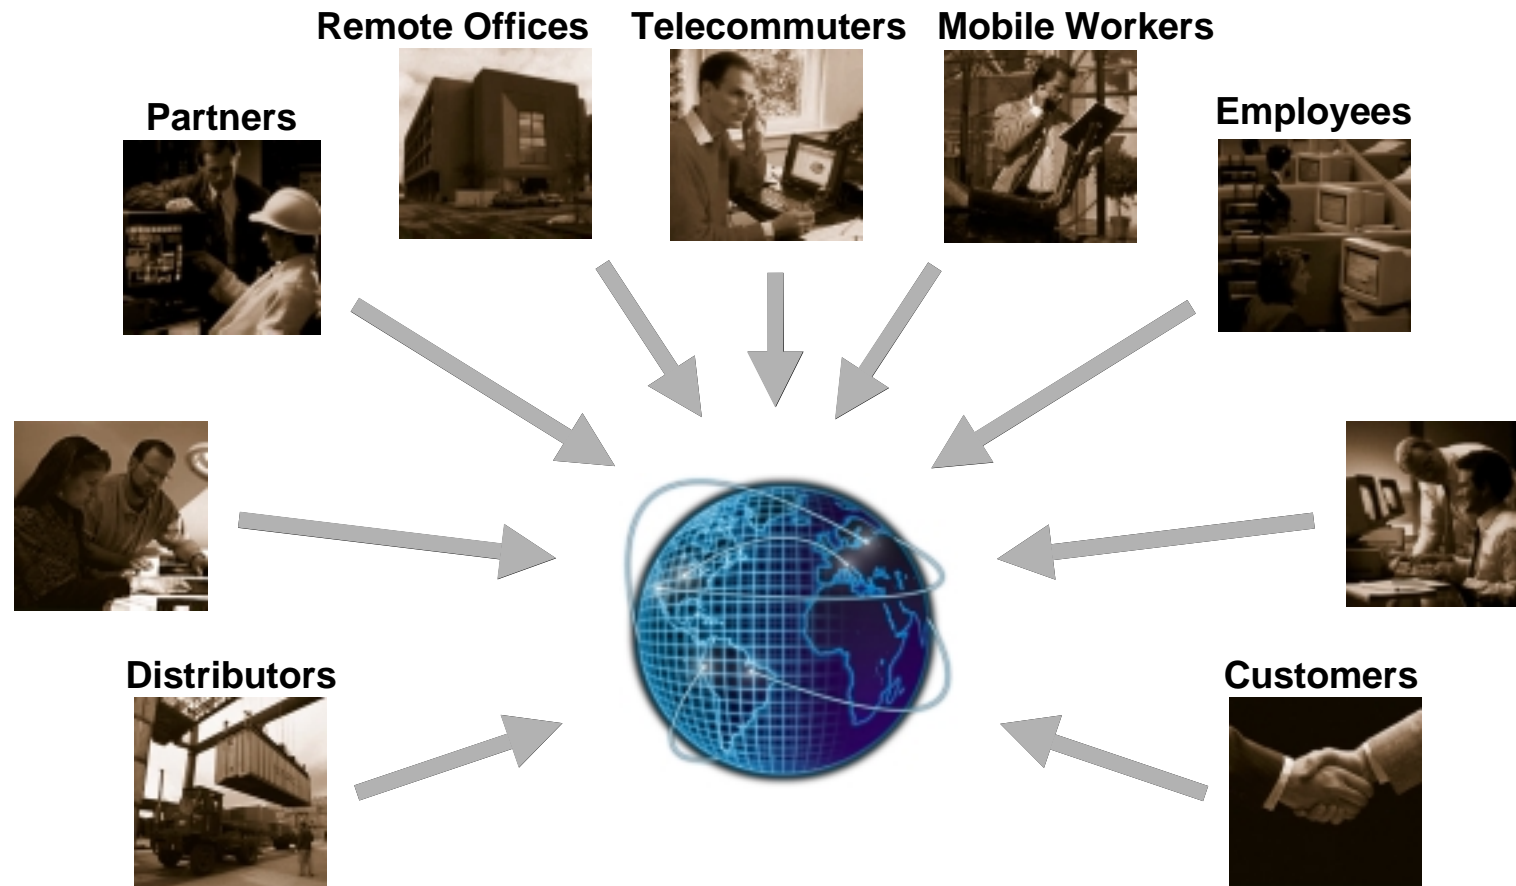 Remote Offices
Telecommuters
Mobile Workers
Partners
Employees
Distributors
Customers